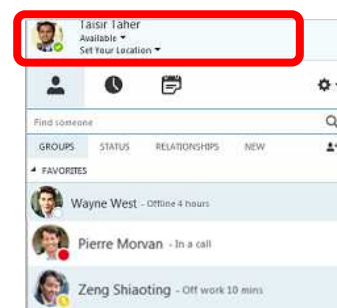 Taisir Taher
Available
Set Your Location
Find someone
GROUPS STATUS RELATIONSHIPS NEW
FAVORITES
Wayne West - Offline 4 hours
Pierre Morvan - In a call
Zeng Shiaoting - Off work 10 mins